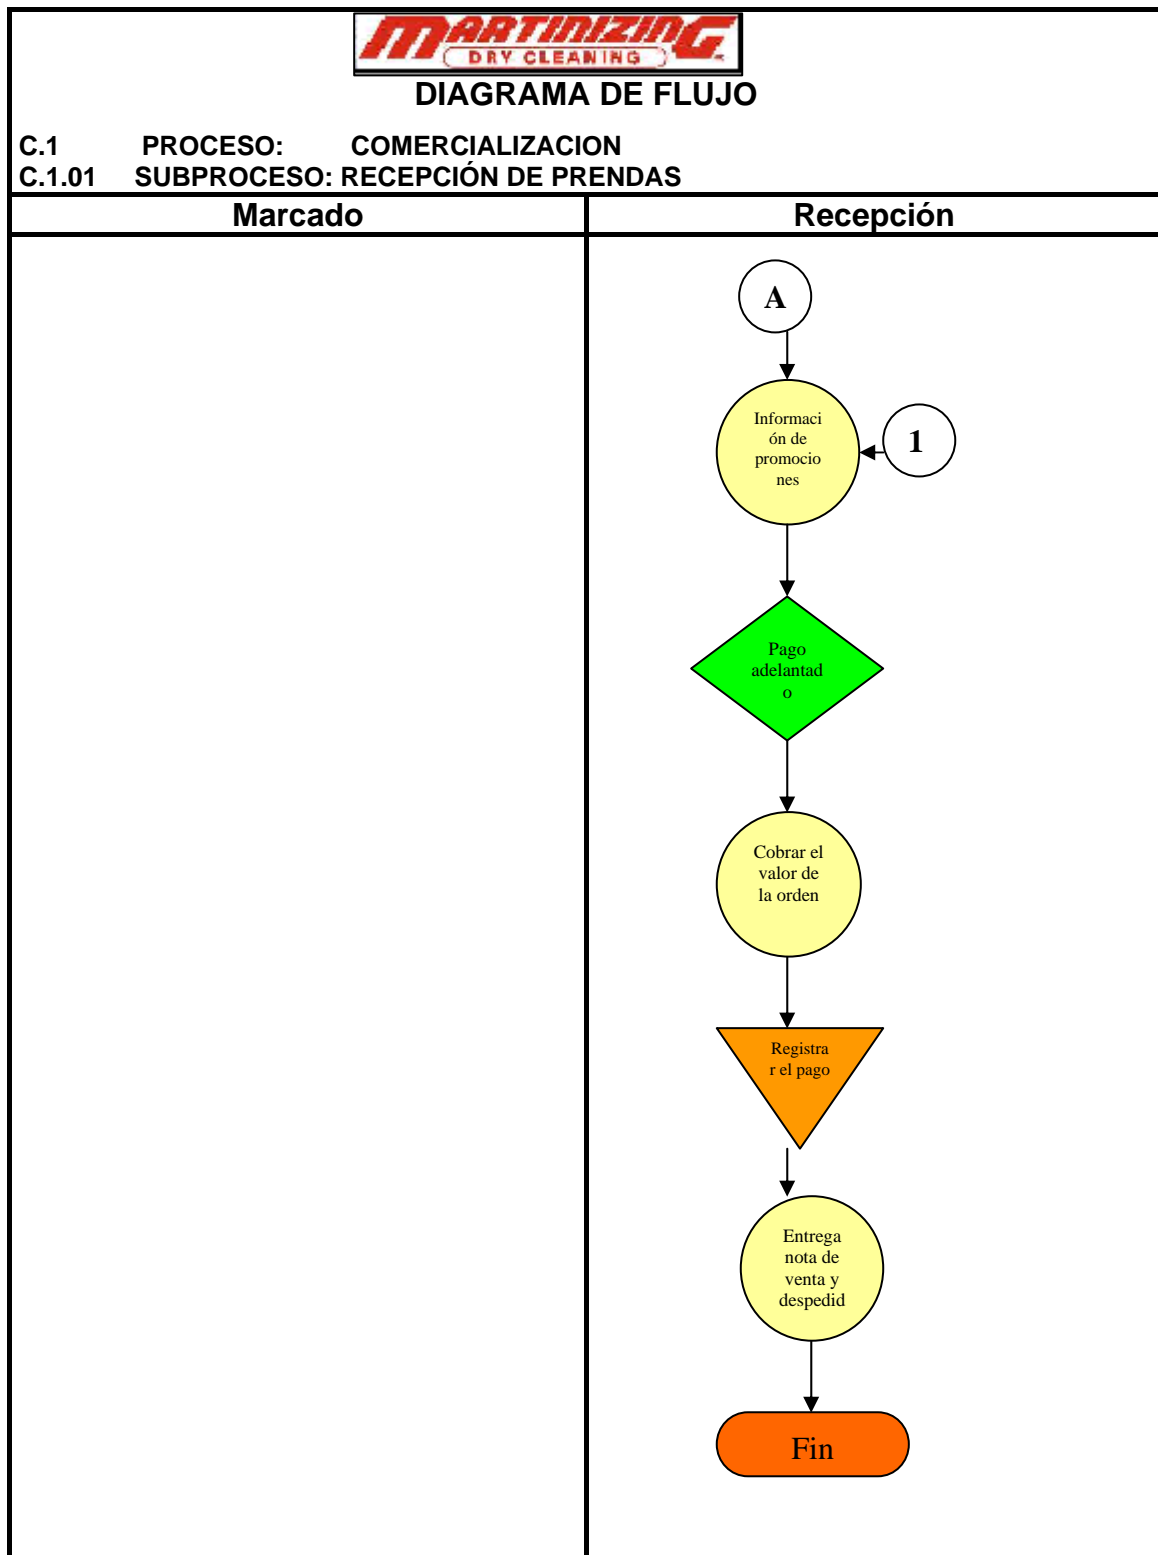 MARTINIZING
DRY CLEANING
DIAGRAMA DE FLUJO
C.1 PROCESO: COMERCIALIZACION
C.1.01 SUBPROCESO: RECEPCIÓN DE PRENDAS
Marcado Recepción
A
Informaci
ón de
promocio
nes
1
Pago
adelantad
o
Cobrar el
valor de
la orden
Registra
r el pago
Entrega
nota de
venta y
despedid
Fin